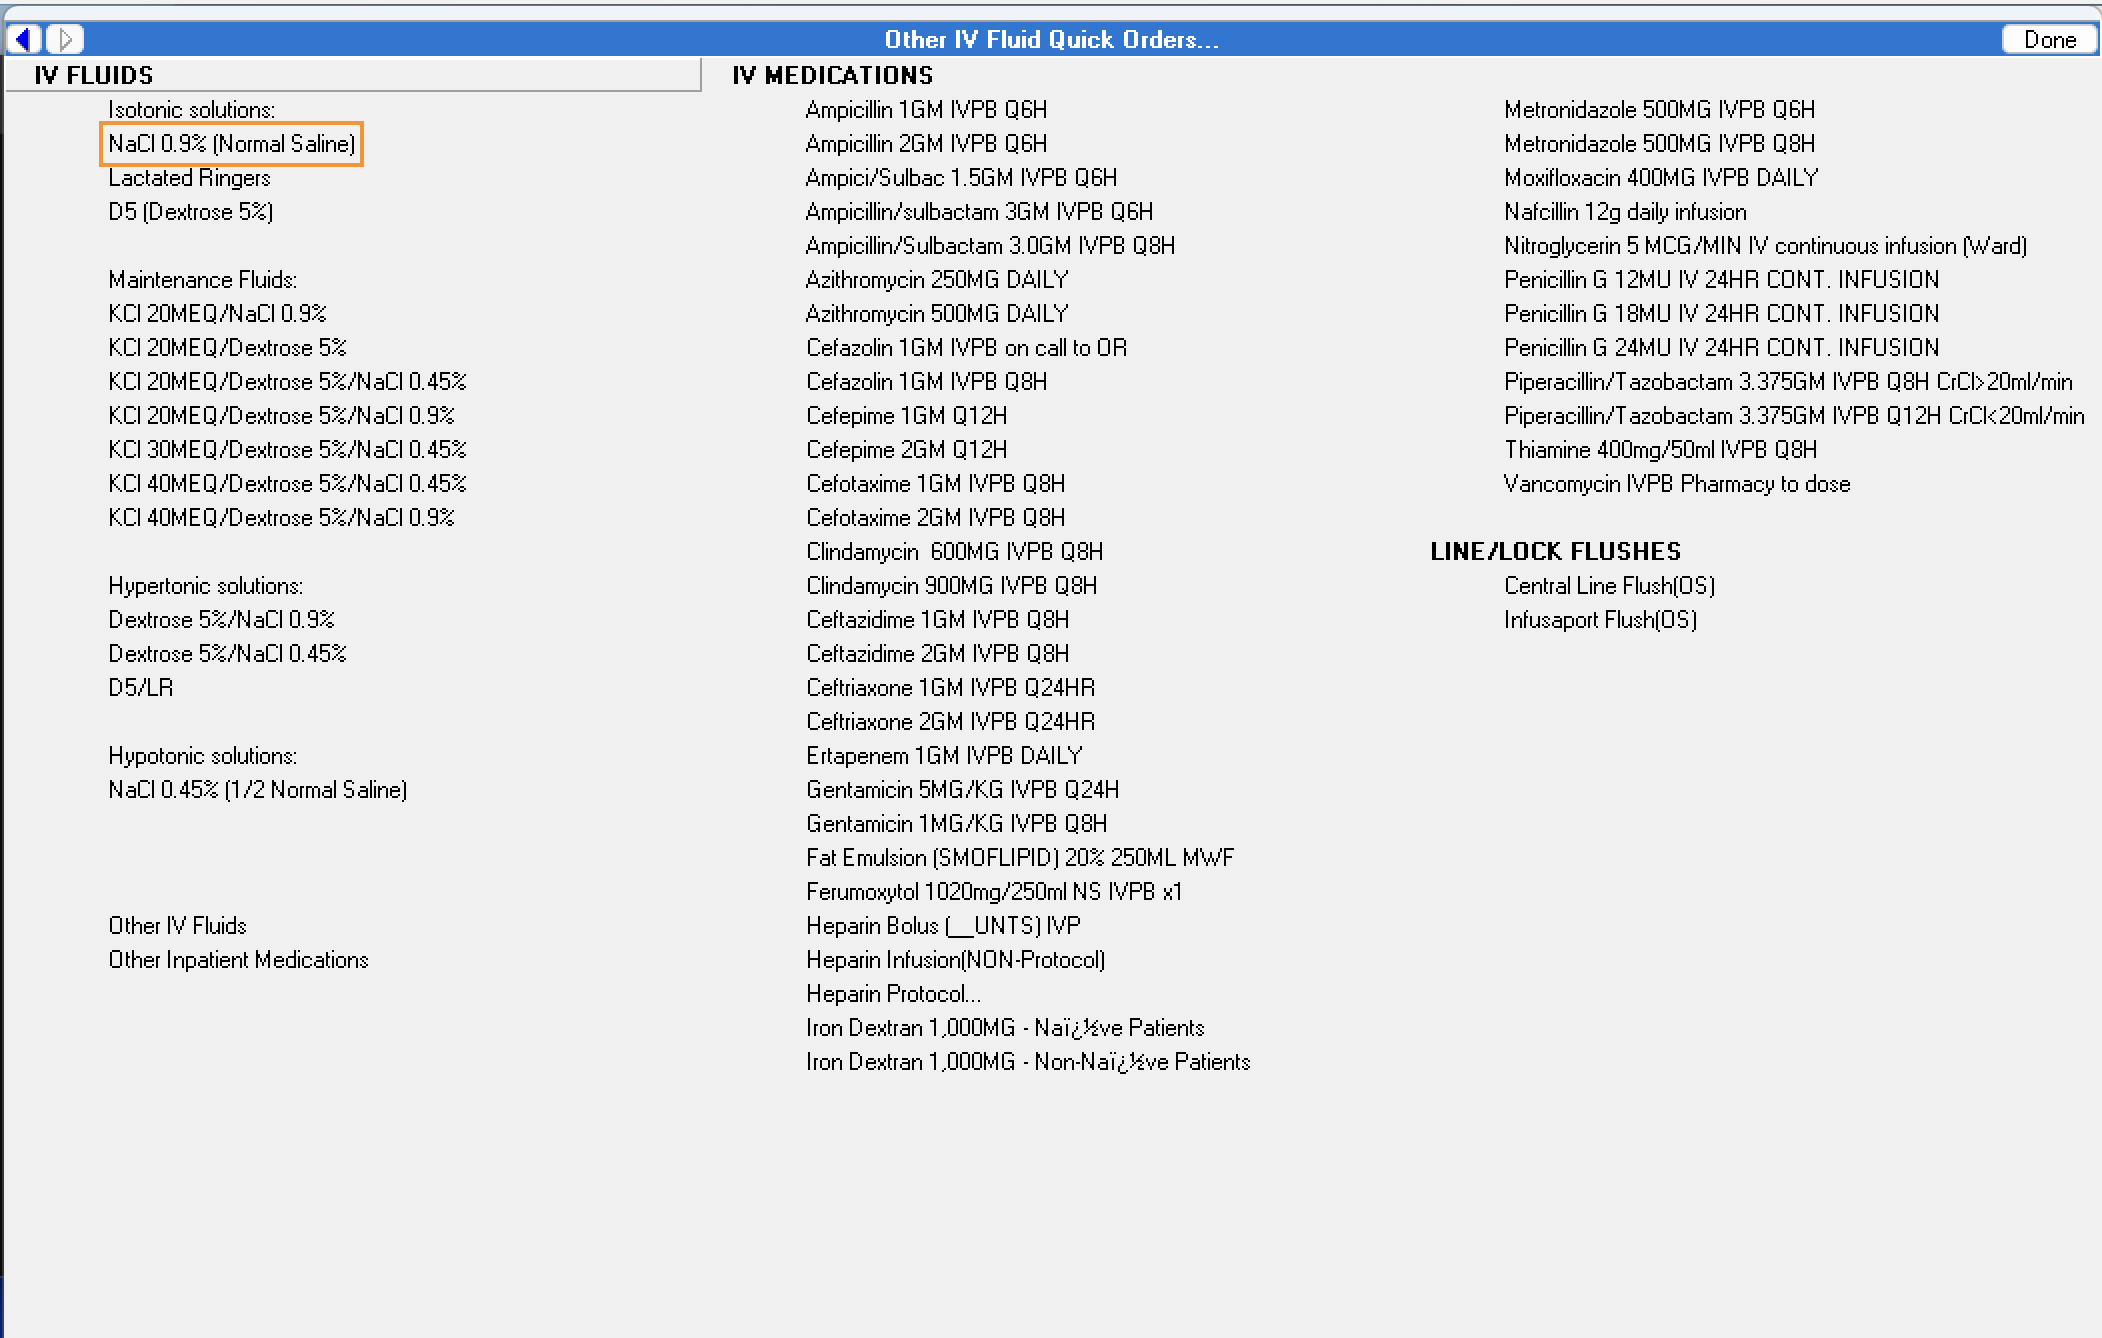 Other IV Fluid Quick Orders...
Done
IV FLUIDS
Isotonic solutions:
NaCl 0.9% (Normal Saline)
Lactated Ringers
D5 (Dextrose 5%)
Maintenance Fluids:
KCl 20MEQ/NaCl 0.9%
KCl 20MEQ/Dextrose 5%
KCl 20MEQ/Dextrose 5%/NaCl 0.45%
KCl 20MEQ/Dextrose 5%/NaCl 0.9%
KCl 30MEQ/Dextrose 5%/NaCl 0.45%
KCl 40MEQ/Dextrose 5%/NaCl 0.45%
KCl 40MEQ/Dextrose 5%/NaCl 0.9%
Hypertonic solutions:
Dextrose 5%/NaCl 0.9%
Dextrose 5%/NaCl 0.45%
D5/LR
Hypotonic solutions:
NaCl 0.45% (1/2 Normal Saline)
Other IV Fluids
Other Inpatient Medications
IV MEDICATIONS
Ampicillin 1GM IVPB Q6H
Ampicillin 2GM IVPB Q6H
Ampici/Sulbac 1.5GM IVPB Q6H
Ampicillin/sulbactam 3GM IVPB Q6H
Ampicillin/Sulbactam 3.0GM IVPB Q8H
Azithromycin 250MG DAILY
Azithromycin 500MG DAILY
Cefazolin 1GM IVPB on call to OR
Cefazolin 1GM IVPB Q8H
Cefepime 1GM Q12H
Cefepime 2GM Q12H
Cefotaxime 1GM IVPB Q8H
Cefotaxime 2GM IVPB Q8H
Clindamycin  600MG IVPB Q8H
Clindamycin 900MG IVPB Q8H
Ceftazidime 1GM IVPB Q8H
Ceftazidime 2GM IVPB Q8H
Ceftriaxone 1GM IVPB Q24HR
Ceftriaxone 2GM IVPB Q24HR
Ertapenem 1GM IVPB DAILY
Gentamicin 5MG/KG IVPB Q24H
Gentamicin 1MG/KG IVPB Q8H
Fat Emulsion (SMOFLIPID) 20% 250ML MWF
Ferumoxytol 1020mg/250ml NS IVPB x1
Heparin Bolus (__UNTS) IVP
Heparin Infusion(NON-Protocol)
Heparin Protocol...
Iron Dextran 1,000MG - Naï¿½ve Patients
Iron Dextran 1,000MG - Non-Naï¿½ve Patients
Metronidazole 500MG IVPB Q6H
Metronidazole 500MG IVPB Q8H
Moxifloxacin 400MG IVPB DAILY
Nafcillin 12g daily infusion
Nitroglycerin 5 MCG/MIN IV continuous infusion (Ward)
Penicillin G 12MU IV 24HR CONT. INFUSION
Penicillin G 18MU IV 24HR CONT. INFUSION
Penicillin G 24MU IV 24HR CONT. INFUSION
Piperacillin/Tazobactam 3.375GM IVPB Q8H CrCl>20ml/min
Piperacillin/Tazobactam 3.375GM IVPB Q12H CrCl<20ml/min
Thiamine 400mg/50ml IVPB Q8H
Vancomycin IVPB Pharmacy to dose
LINE/LOCK FLUSHES
Central Line Flush(OS)
Infusaport Flush(OS)